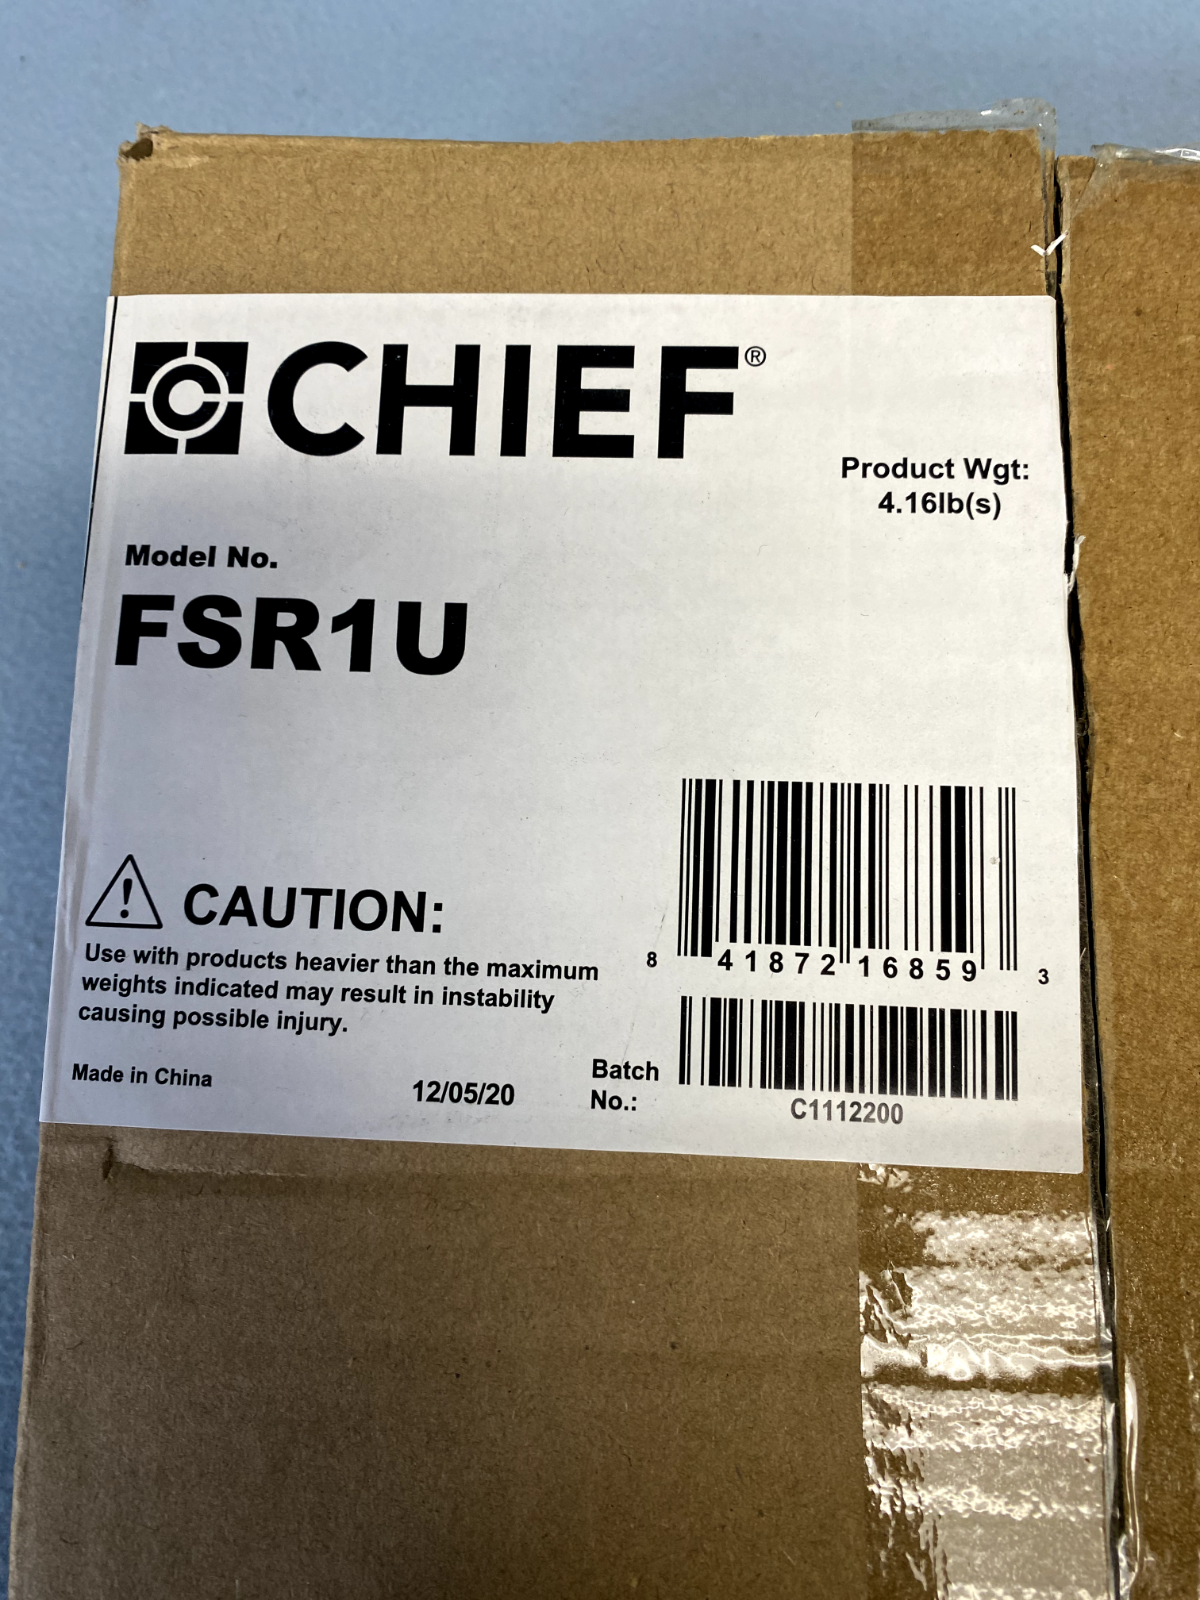 CHIEF®
Product Wgt:
4.16lb(s)
Model No.
FSR1U
CAUTION:
Use with products heavier than the maximum
weights indicated may result in instability
causing possible injury.
8 41872 16859 3
Made in China
12/05/20
Batch
No.:
C1112200